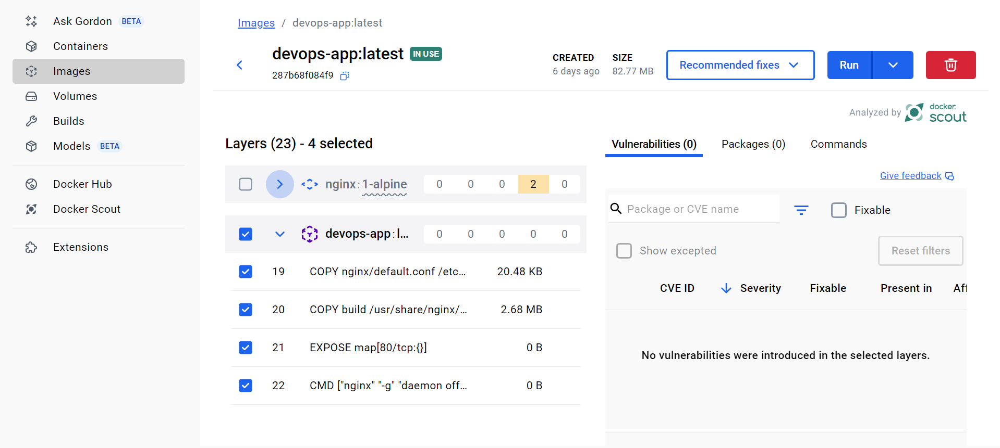 Ask Gordon BETA
Containers
Images
Volumes
Builds
Models BETA
Docker Hub
Docker Scout
Extensions
Images / devops-app:latest
devops-app:latest IN USE
287b68f084f9
CREATED
6 days ago
SIZE
82.77 MB
Recommended fixes
Run
Analyzed by docker scout
Layers (23) - 4 selected
nginx:1-alpine 0 0 0 2 0
devops-app:l... 0 0 0 0 0
19 COPY nginx/default.conf /etc... 20.48 KB
20 COPY build /usr/share/nginx/... 2.68 MB
21 EXPOSE map[80/tcp:{}] 0 B
22 CMD ["nginx" "-g" "daemon off... 0 B
Vulnerabilities (0) Packages (0) Commands
Give feedback
Package or CVE name Fixable
Show excepted Reset filters
CVE ID Severity Fixable Present in Aff
No vulnerabilities were introduced in the selected layers.